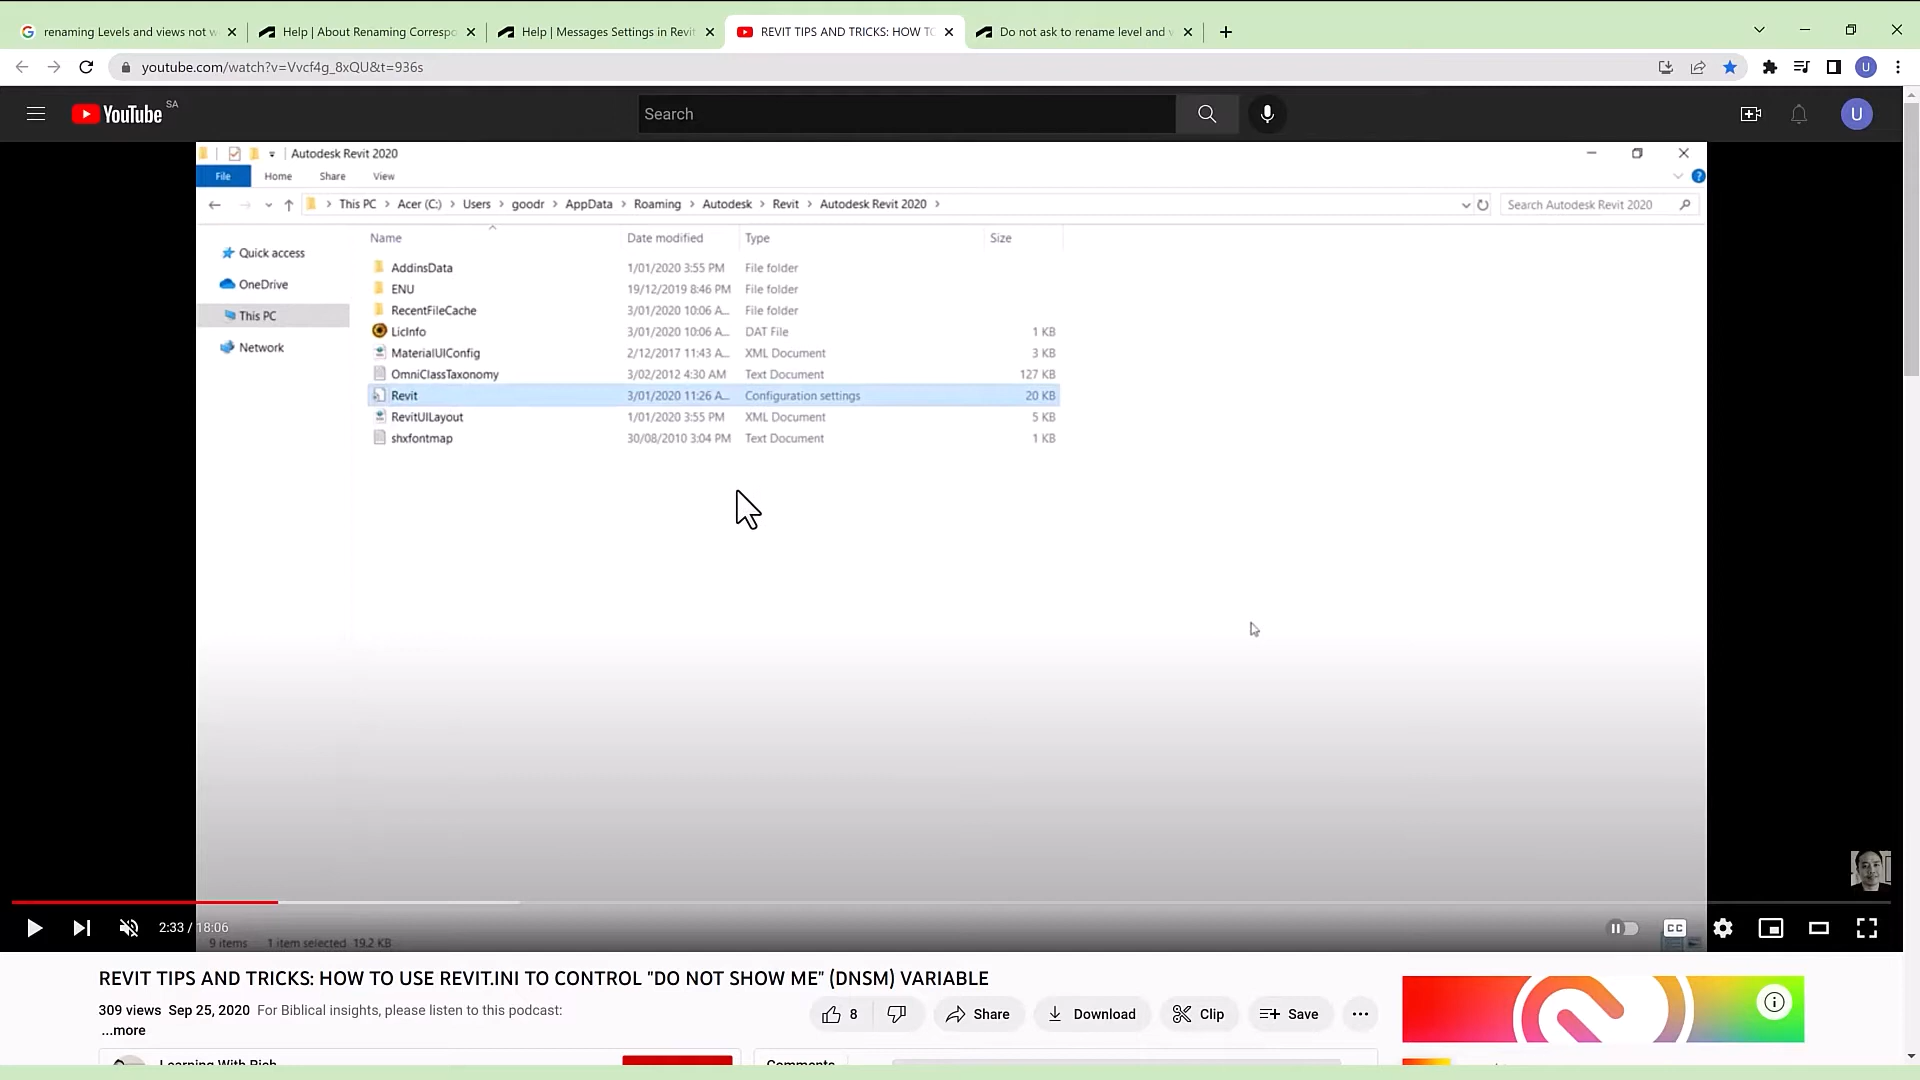 renaming Levels and views not w
Help | About Renaming Correspo
Help | Messages Settings in Revit
REVIT TIPS AND TRICKS: HOW TO
Do not ask to rename level and v
youtube.com/watch?v=Vvcf4g_8xQU&t=936s
U
YouTube SA
Search
U
Autodesk Revit 2020
File Home Share View
This PC > Acer (C:) > Users > goodr > AppData > Roaming > Autodesk > Revit > Autodesk Revit 2020 >
Search Autodesk Revit 2020
Name Date modified Type Size
Quick access
OneDrive
This PC
Network
AddinsData 1/01/2020 3:55 PM File folder
ENU 19/12/2019 8:46 PM File folder
RecentFileCache 3/01/2020 10:06 A... File folder
LicInfo 3/01/2020 10:06 A... DAT File 1 KB
MaterialUIConfig 2/12/2017 11:43 A... XML Document 3 KB
OmniClassTaxonomy 3/02/2012 4:30 AM Text Document 127 KB
Revit 3/01/2020 11:26 A... Configuration settings 20 KB
RevitUILayout 1/01/2020 3:55 PM XML Document 5 KB
shxfontmap 30/08/2010 3:04 PM Text Document 1 KB
2:33 / 18:06
CC
9 items 1 item selected 19.2 KB
REVIT TIPS AND TRICKS: HOW TO USE REVIT.INI TO CONTROL "DO NOT SHOW ME" (DNSM) VARIABLE
309 views Sep 25, 2020 For Biblical insights, please listen to this podcast:
...more
8
Share
Download
Clip
Save
Learning With Rich
Comments